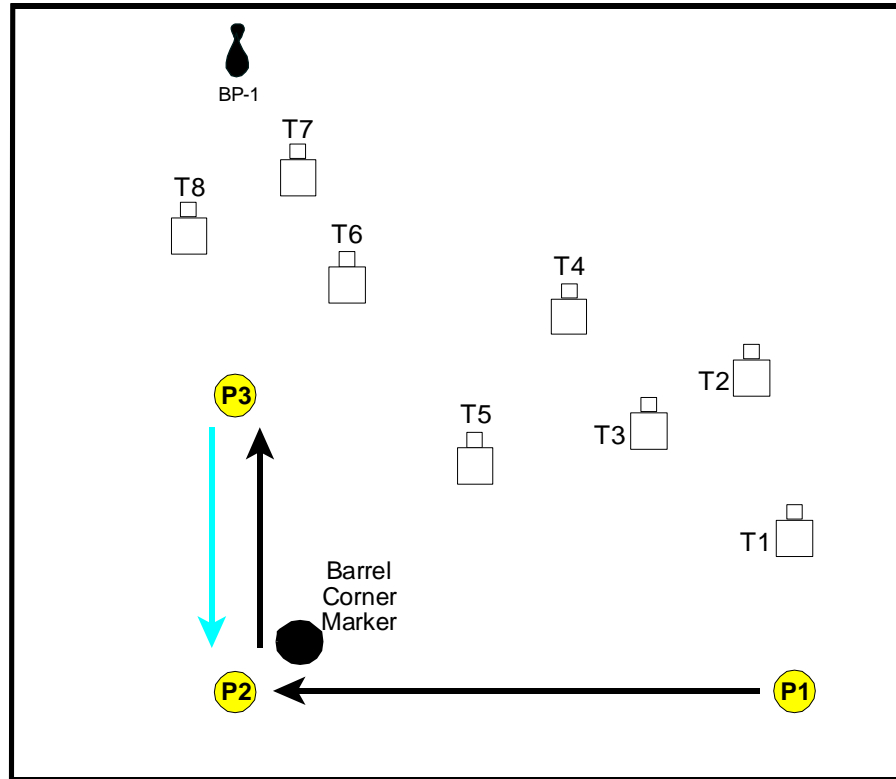 BP-1
T7
T8
T6
T4
T2
P3
T5
T3
T1
Barrel
Corner
Marker
P2
P1